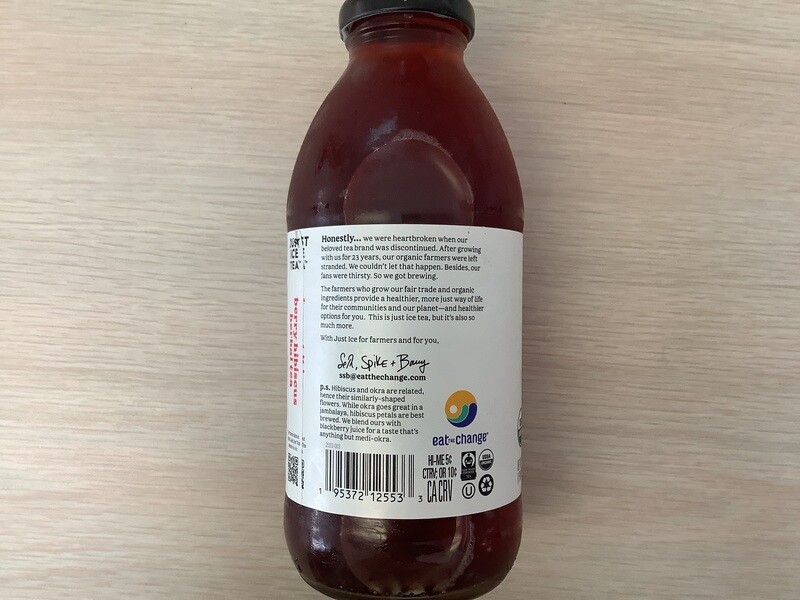 JUST
ICE
TEA
berry hibiscus
herbal tea
Honestly... we were heartbroken when our
beloved tea brand was discontinued. After growing
with us for 23 years, our organic farmers were left
stranded. We couldn't let that happen. Besides, our
fans were thirsty. So we got brewing.
The farmers who grow our fair trade and organic
ingredients provide a healthier, more just way of life
for their communities and our planet—and healthier
options for you. This is just ice tea, but it's also so
much more.
With Just Ice for farmers and for you,
Seth, Spike + Barry
ssb@eatthechange.com
p.s. Hibiscus and okra are related,
hence their similarly-shaped
flowers. While okra goes great in a
jambalaya, hibiscus petals are best
brewed. We blend ours with
blackberry juice for a taste that's
anything but medi-okra.
eat THE change
HI-ME 5¢
CTRV; OR 10¢
CA CRV
USDA
ORGANIC
U
1 95372 12553 3